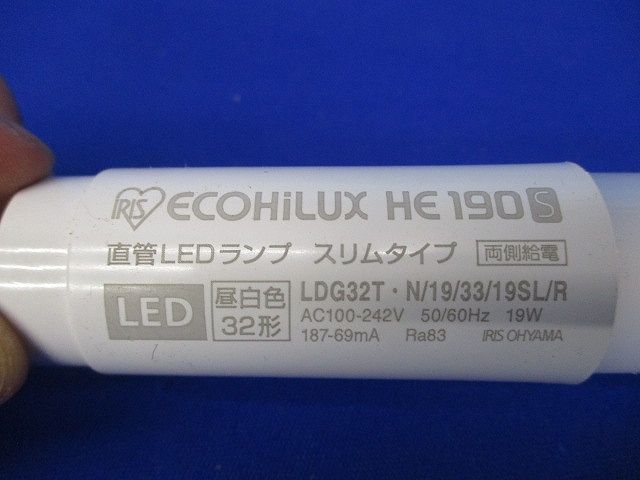 IRIS ECOHiLUX HE 190 S
直管LEDランプ スリムタイプ 両側給電
LED 昼白色 32形
LDG32T・N/19/33/19SL/R
AC100-242V 50/60Hz 19W
187-69mA Ra83 IRIS OHYAMA